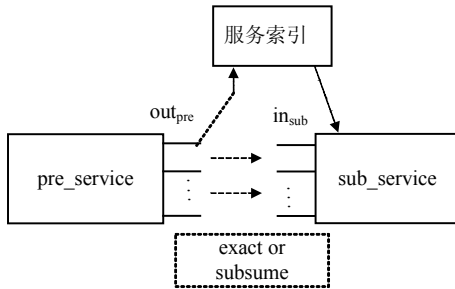 服务索引
out_pre
in_sub
pre_service
sub_service
exact or
subsume